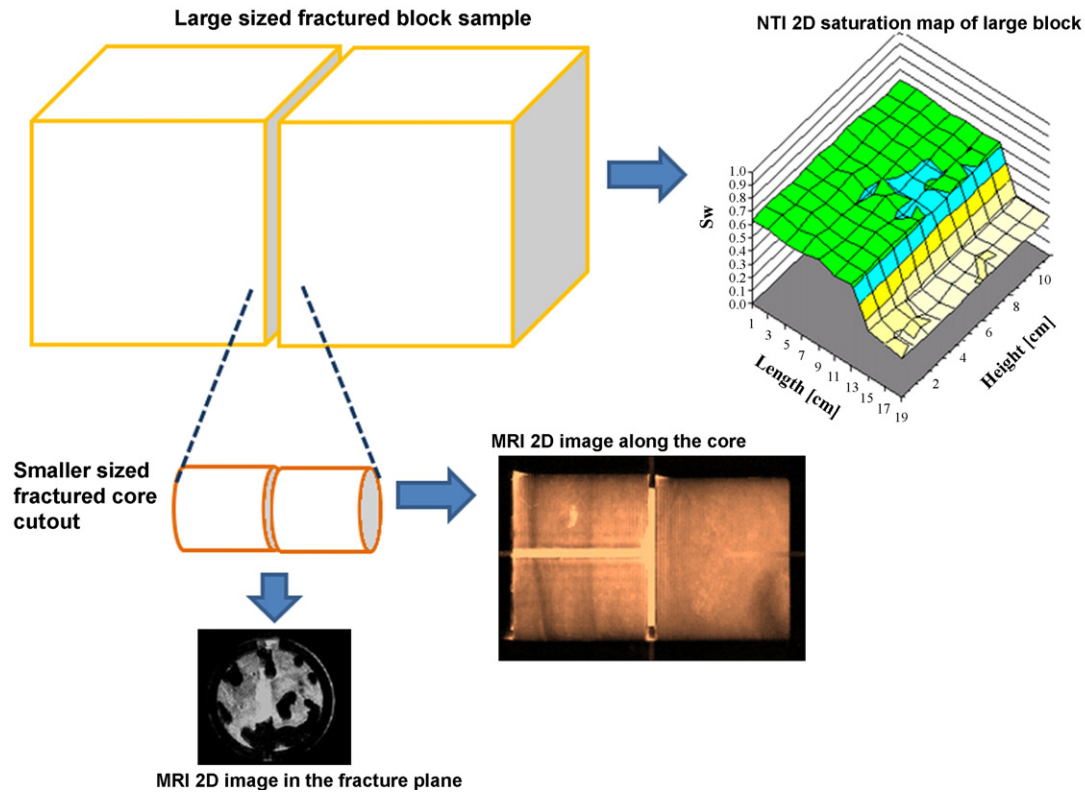 Large sized fractured block sample
NTI 2D saturation map of large block
Sw
1.0
0.9
0.8
0.7
0.6
0.5
0.4
0.3
0.2
0.1
0.0
1
3
5
7
9
11
13
15
17
19
Length [cm]
2
4
6
8
10
Height [cm]
Smaller sized
fractured core
cutout
MRI 2D image along the core
MRI 2D image in the fracture plane